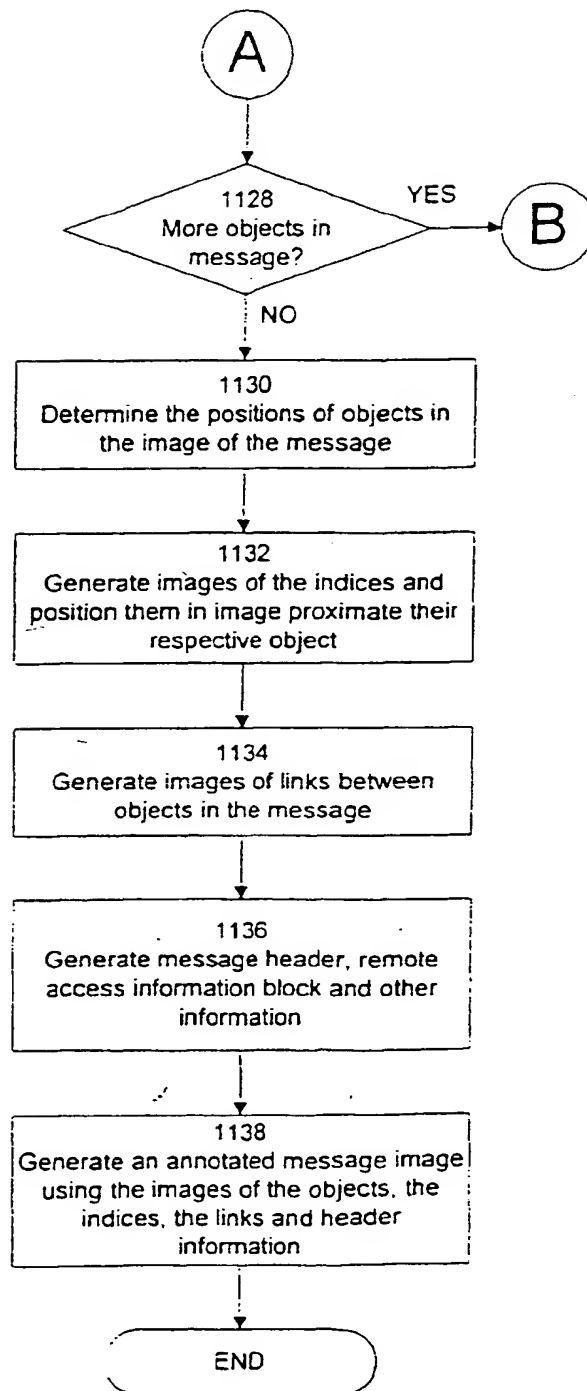 A
1128
More objects in
message?
YES
B
NO
1130
Determine the positions of objects in
the image of the message
1132
Generate images of the indices and
position them in image proximate their
respective object
1134
Generate images of links between
objects in the message
1136
Generate message header, remote
access information block and other
information
1138
Generate an annotated message image
using the images of the objects, the
indices, the links and header
information
END